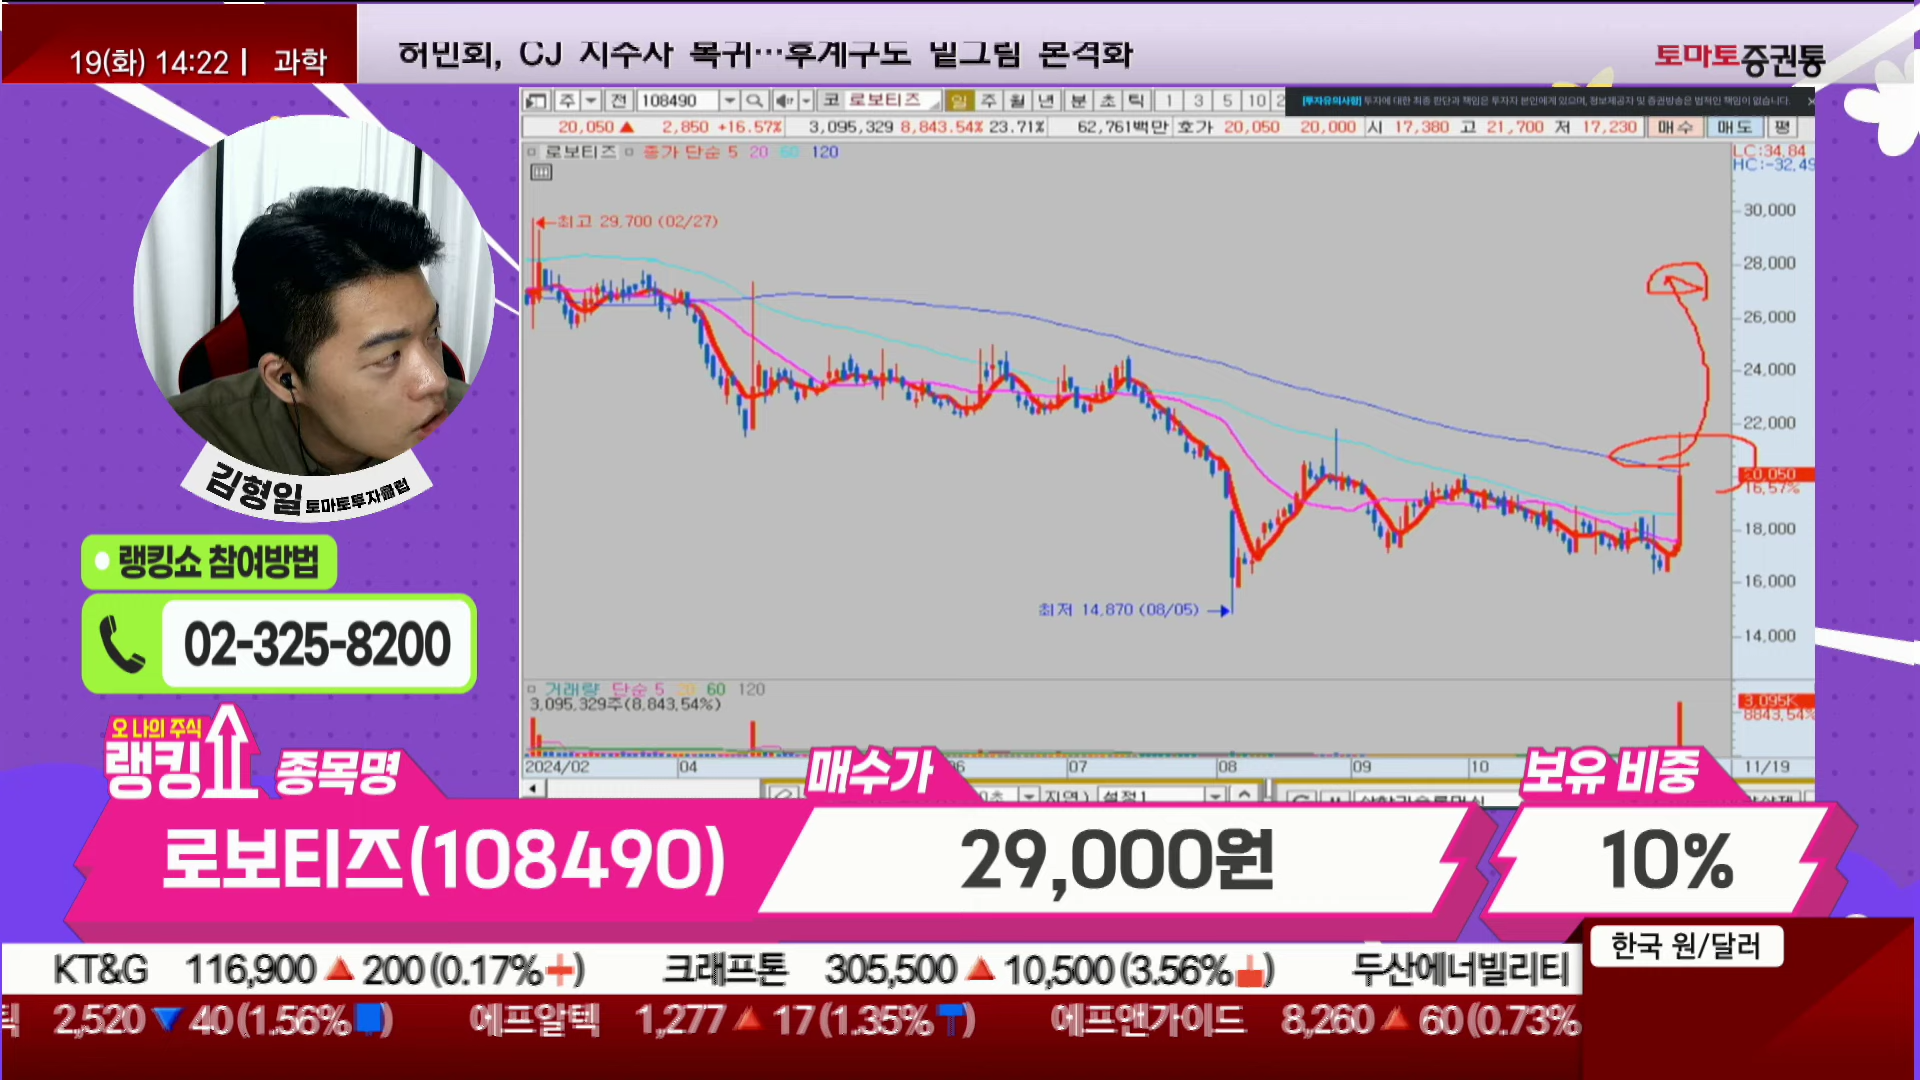 19(화) 14:22 | 과학
허민회, CJ 지주사 복귀…후계구도 밑그림 본격화
토마토증권통
주 전 108490 코 로보티즈 일 주 월 년 분 초 틱 1 3 5 10
[투자유의사항] 투자에 대한 최종 판단과 책임은 투자자 본인에게 있으며, 정보제공자 및 증권방송은 법적인 책임이 없습니다.
20,050 ▲ 2,850 +16.57% 3,095,329 8,843.54% 23.71% 62,761백만 호가 20,050 20,000 시 17,380 고 21,700 저 17,230 매수 매도 평
로보티즈 종가 단순 5 20 60 120
LC:34.84
HC:-32.49
최고 29,700 (02/27)
30,000
28,000
26,000
24,000
22,000
20,050
16.57%
18,000
16,000
14,000
최저 14,870 (08/05)
거래량 단순 5 20 60 120
3,095,329주(8,843.54%)
3,095K
8843.54%
2024/02 04 06 07 08 09 10 11/19
지연) 설정1
김형일 토마토투자클럽
랭킹쇼 참여방법
02-325-8200
오 나의 주식
랭킹쇼
종목명 매수가 보유 비중
로보티즈(108490) 29,000원 10%
한국 원/달러
KT&G 116,900 ▲ 200 (0.17%) 크래프톤 305,500 ▲ 10,500 (3.56%) 두산에너빌리티
2,520 ▼ 40 (1.56%) 에프알텍 1,277 ▲ 17 (1.35%) 에프앤가이드 8,260 ▲ 60 (0.73%